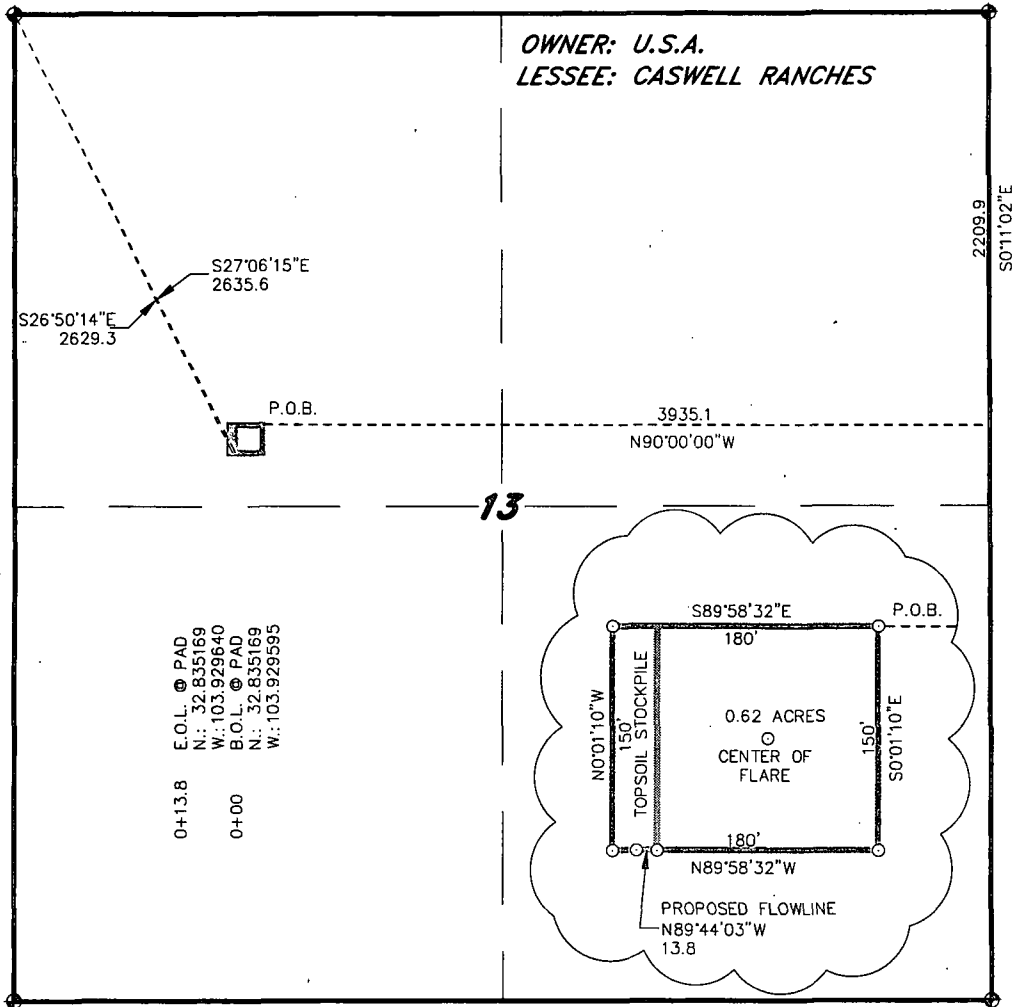 OWNER: U.S.A.
LESSEE: CASWELL RANCHES
2209.9
S0°11'02"E
S27°06'15"E
2635.6
S26°50'14"E
2629.3
P.O.B.
3935.1
N90°00'00"W
13
0+13.8 E.O.L. @ PAD
N.: 32.835169
W.: 103.929640
0+00 B.O.L. @ PAD
N.: 32.835169
W.: 103.929595
S89°58'32"E
180'
P.O.B.
N0°01'10"W
150'
TOPSOIL STOCKPILE
0.62 ACRES
CENTER OF
FLARE
150'
S0°01'10"E
180'
N89°58'32"W
PROPOSED FLOWLINE
N89°44'03"W
13.8